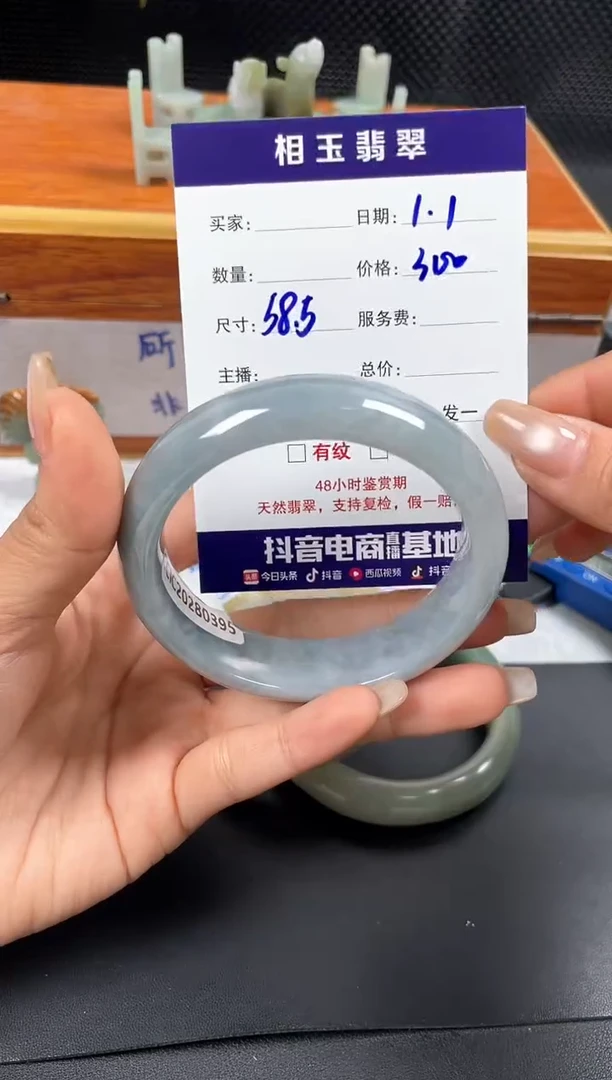 相玉翡翠
买家: 日期: 1.1
数量: 价格: 300
尺寸: 58.5 服务费:
主播: 总价:
发一
有纹
48小时鉴赏期
天然翡翠，支持复检，假一赔
抖音电商直播基地
今日头条 抖音 西瓜视频 抖音
20280395